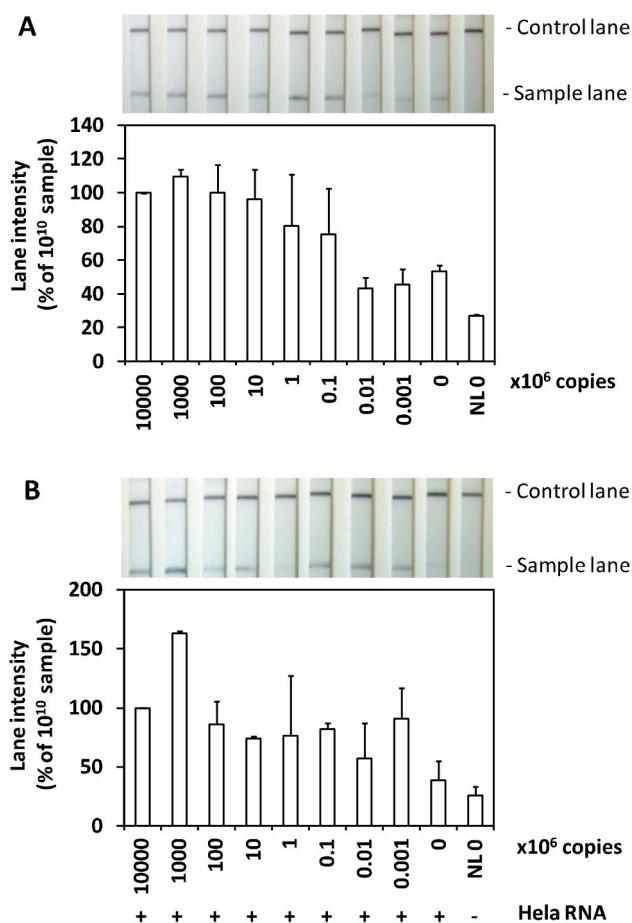 A
- Control lane
- Sample lane
Lane intensity
(% of 10¹⁰ sample)
140
120
100
80
60
40
20
0
10000
1000
100
10
1
0.1
0.01
0.001
0
NL 0
x10⁶ copies
B
- Control lane
- Sample lane
Lane intensity
(% of 10¹⁰ sample)
200
150
100
50
0
10000
1000
100
10
1
0.1
0.01
0.001
0
NL 0
x10⁶ copies
+ + + + + + + + + - Hela RNA